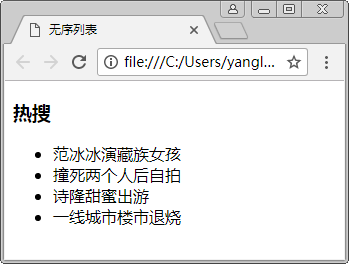 无序列表
file:///C:/Users/yangl...
热搜
范冰冰演藏族女孩
撞死两个人后自拍
诗隆甜蜜出游
一线城市楼市退烧